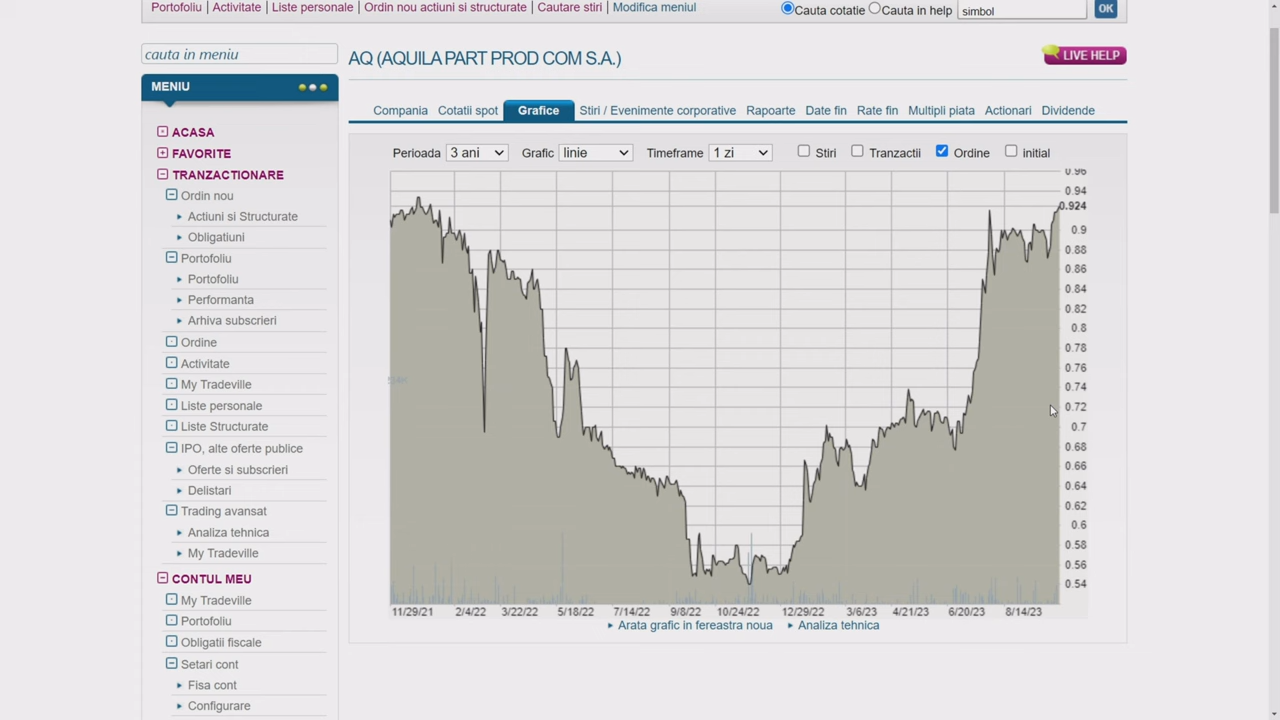 Portofoliu | Activitate | Liste personale | Ordin nou actiuni si structurate | Cautare stiri | Modifica meniul
Cauta cotatie Cauta in help simbol OK
cauta in meniu
AQ (AQUILA PART PROD COM S.A.)
LIVE HELP
MENIU
Compania Cotatii spot Grafice Stiri / Evenimente corporative Rapoarte Date fin Rate fin Multipli piata Actionari Dividende
Perioada 3 ani Grafic linie Timeframe 1 zi Stiri Tranzactii Ordine initial
ACASA
FAVORITE
TRANZACTIONARE
Ordin nou
Actiuni si Structurate
Obligatiuni
Portofoliu
Portofoliu
Performanta
Arhiva subscrieri
Ordine
Activitate
My Tradeville
Liste personale
Liste Structurate
IPO, alte oferte publice
Oferte si subscrieri
Delistari
Trading avansat
Analiza tehnica
My Tradeville
CONTUL MEU
My Tradeville
Portofoliu
Obligatii fiscale
Setari cont
Fisa cont
Configurare
0.96
0.94
0.924
0.9
0.88
0.86
0.84
0.82
0.8
0.78
0.76
0.74
0.72
0.7
0.68
0.66
0.64
0.62
0.6
0.58
0.56
0.54
11/29/21 2/4/22 3/22/22 5/18/22 7/14/22 9/8/22 10/24/22 12/29/22 3/6/23 4/21/23 6/20/23 8/14/23
Arata grafic in fereastra noua Analiza tehnica